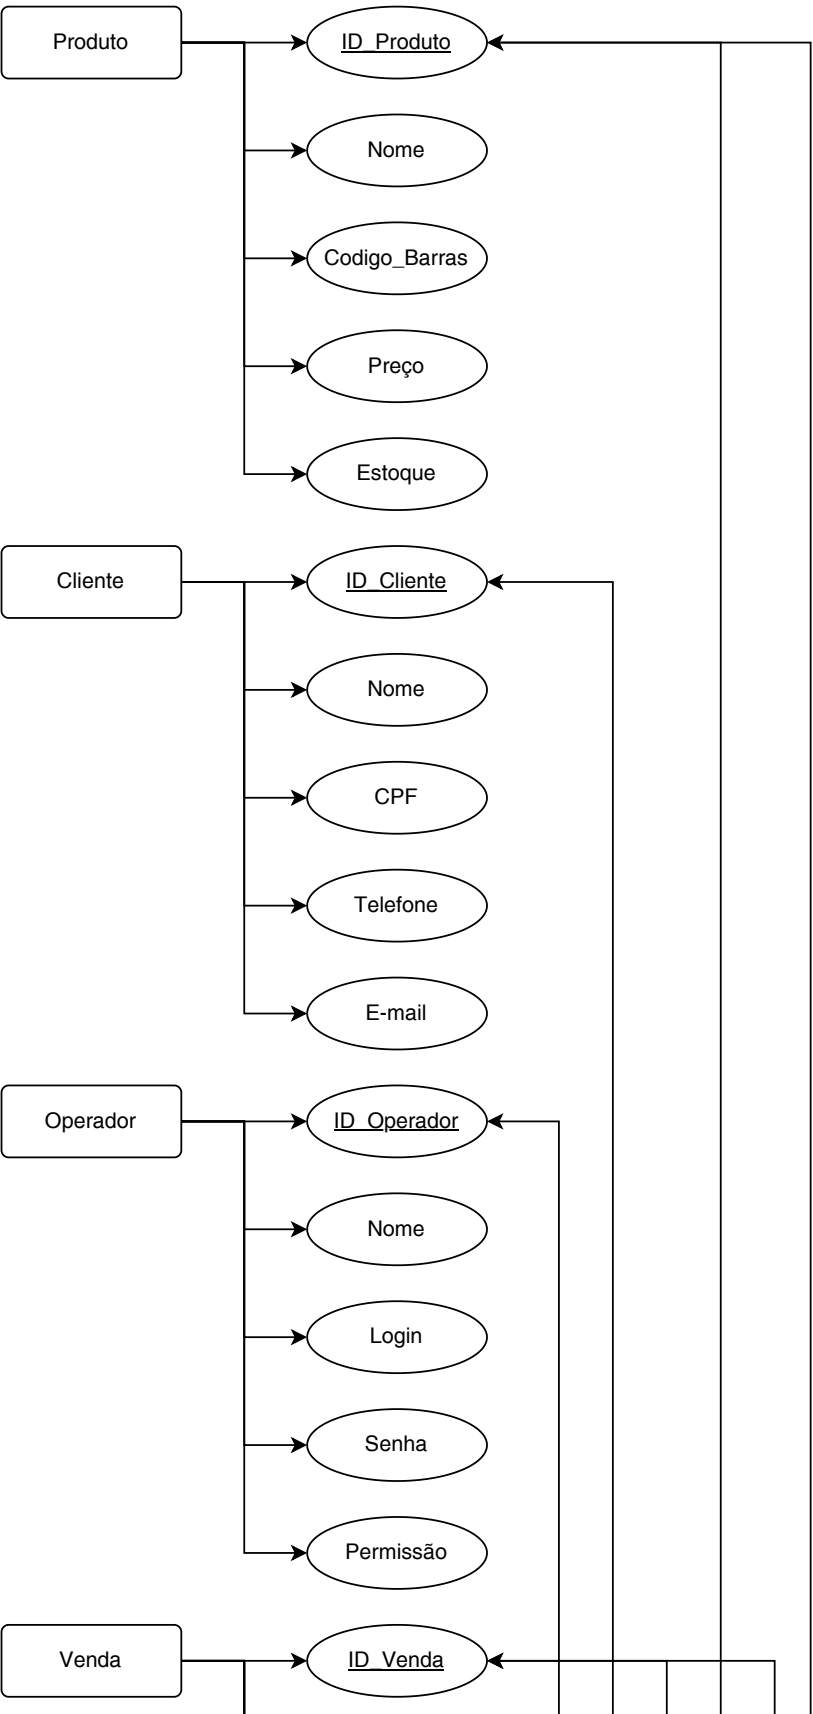 Produto
ID_Produto
Nome
Codigo_Barras
Preço
Estoque
Cliente
ID_Cliente
Nome
CPF
Telefone
E-mail
Operador
ID_Operador
Nome
Login
Senha
Permissão
Venda
ID_Venda